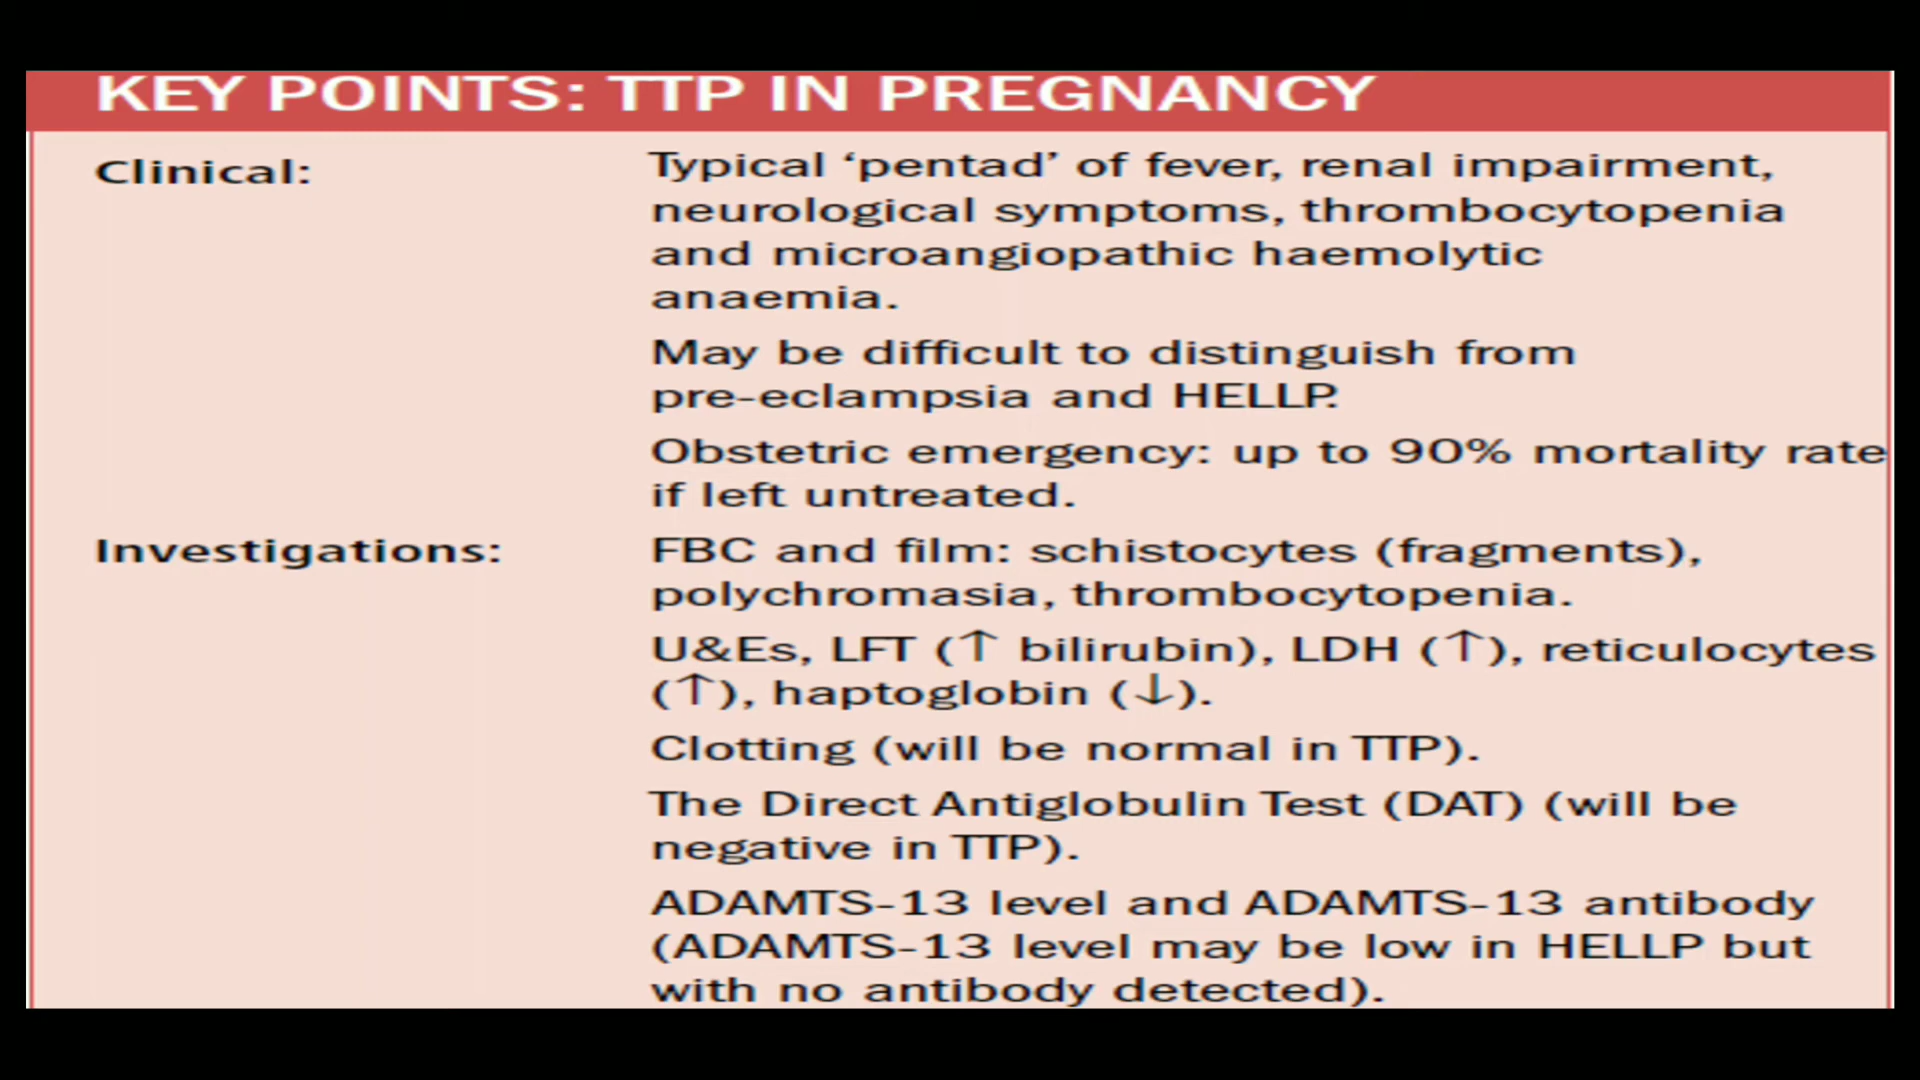 KEY POINTS: TTP IN PREGNANCY
Clinical:
Typical ‘pentad’ of fever, renal impairment,
neurological symptoms, thrombocytopenia
and microangiopathic haemolytic
anaemia.
May be difficult to distinguish from
pre-eclampsia and HELLP.
Obstetric emergency: up to 90% mortality rate
if left untreated.
Investigations:
FBC and film: schistocytes (fragments),
polychromasia, thrombocytopenia.
U&Es, LFT (↑ bilirubin), LDH (↑), reticulocytes
(↑), haptoglobin (↓).
Clotting (will be normal in TTP).
The Direct Antiglobulin Test (DAT) (will be
negative in TTP).
ADAMTS-13 level and ADAMTS-13 antibody
(ADAMTS-13 level may be low in HELLP but
with no antibody detected).